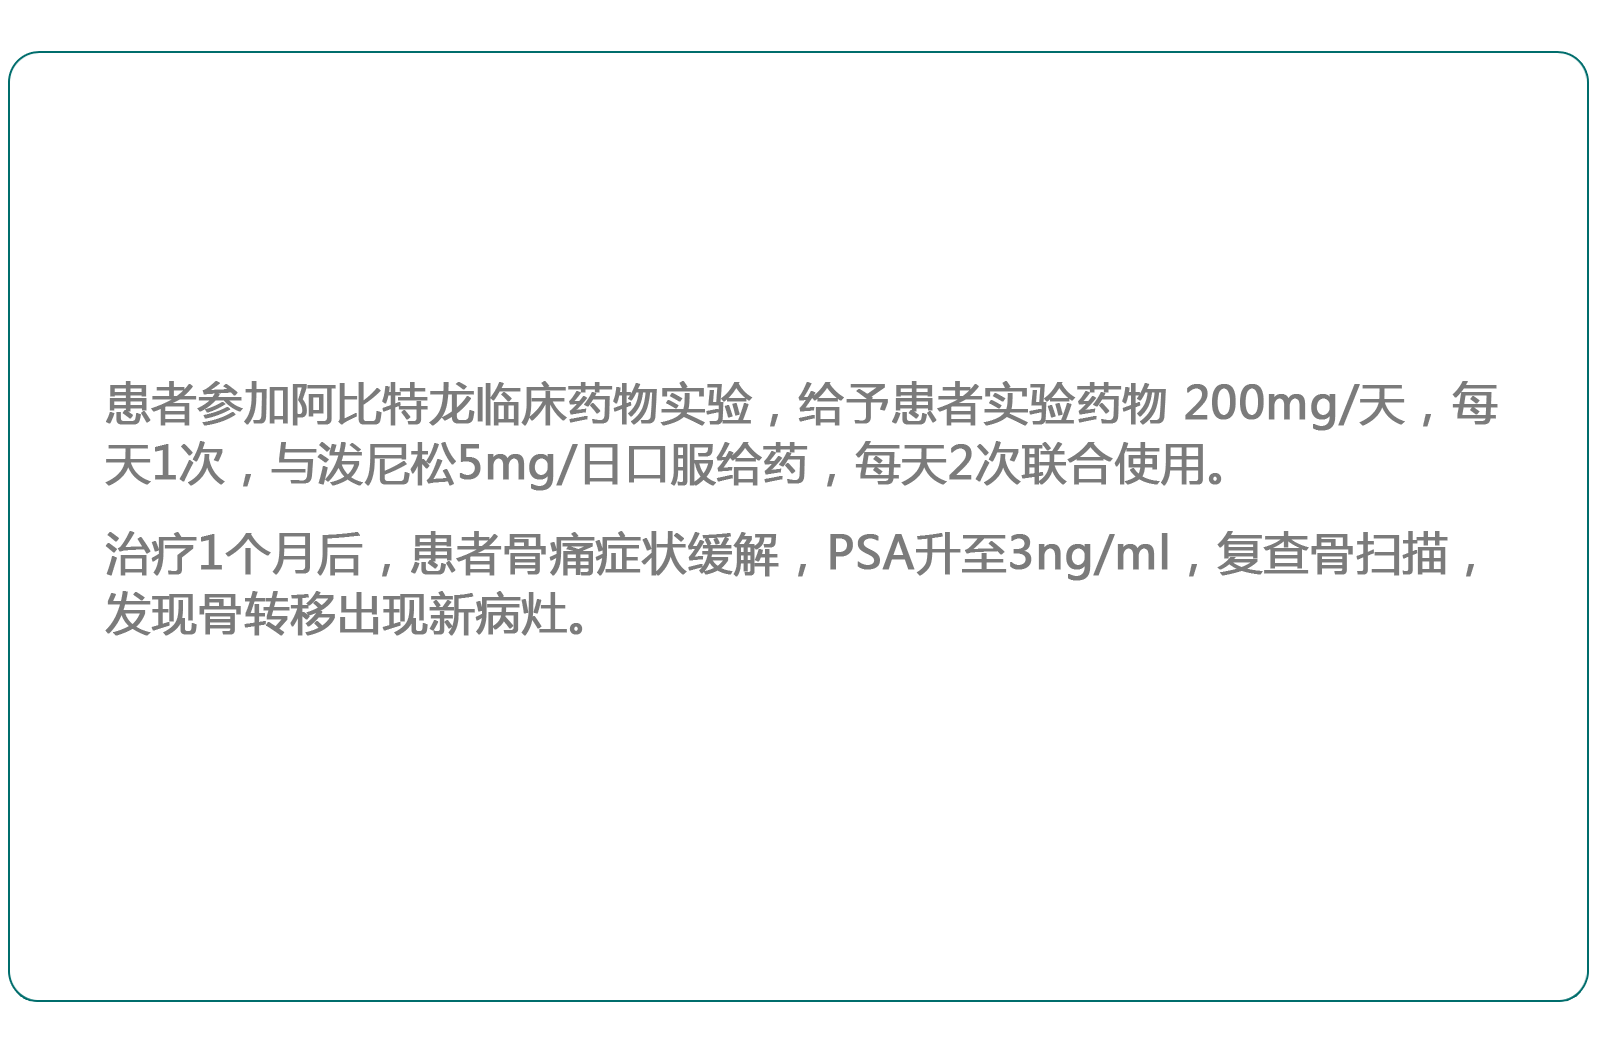 患者参加阿比特龙临床药物实验，给予患者实验药物 200mg/天，每
天1次，与泼尼松5mg/日口服给药，每天2次联合使用。
治疗1个月后，患者骨痛症状缓解，PSA升至3ng/ml，复查骨扫描，
发现骨转移出现新病灶。